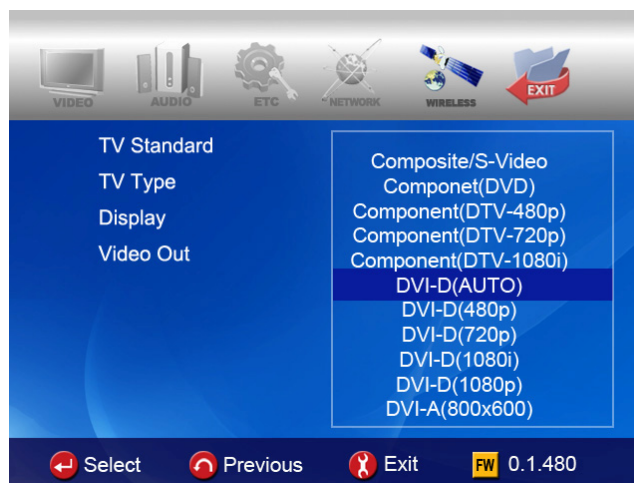 VIDEO AUDIO ETC NETWORK WIRELESS EXIT
TV Standard
TV Type
Display
Video Out
Composite/S-Video
Componet(DVD)
Component(DTV-480p)
Component(DTV-720p)
Component(DTV-1080i)
DVI-D(AUTO)
DVI-D(480p)
DVI-D(720p)
DVI-D(1080i)
DVI-D(1080p)
DVI-A(800x600)
Select Previous Exit FW 0.1.480